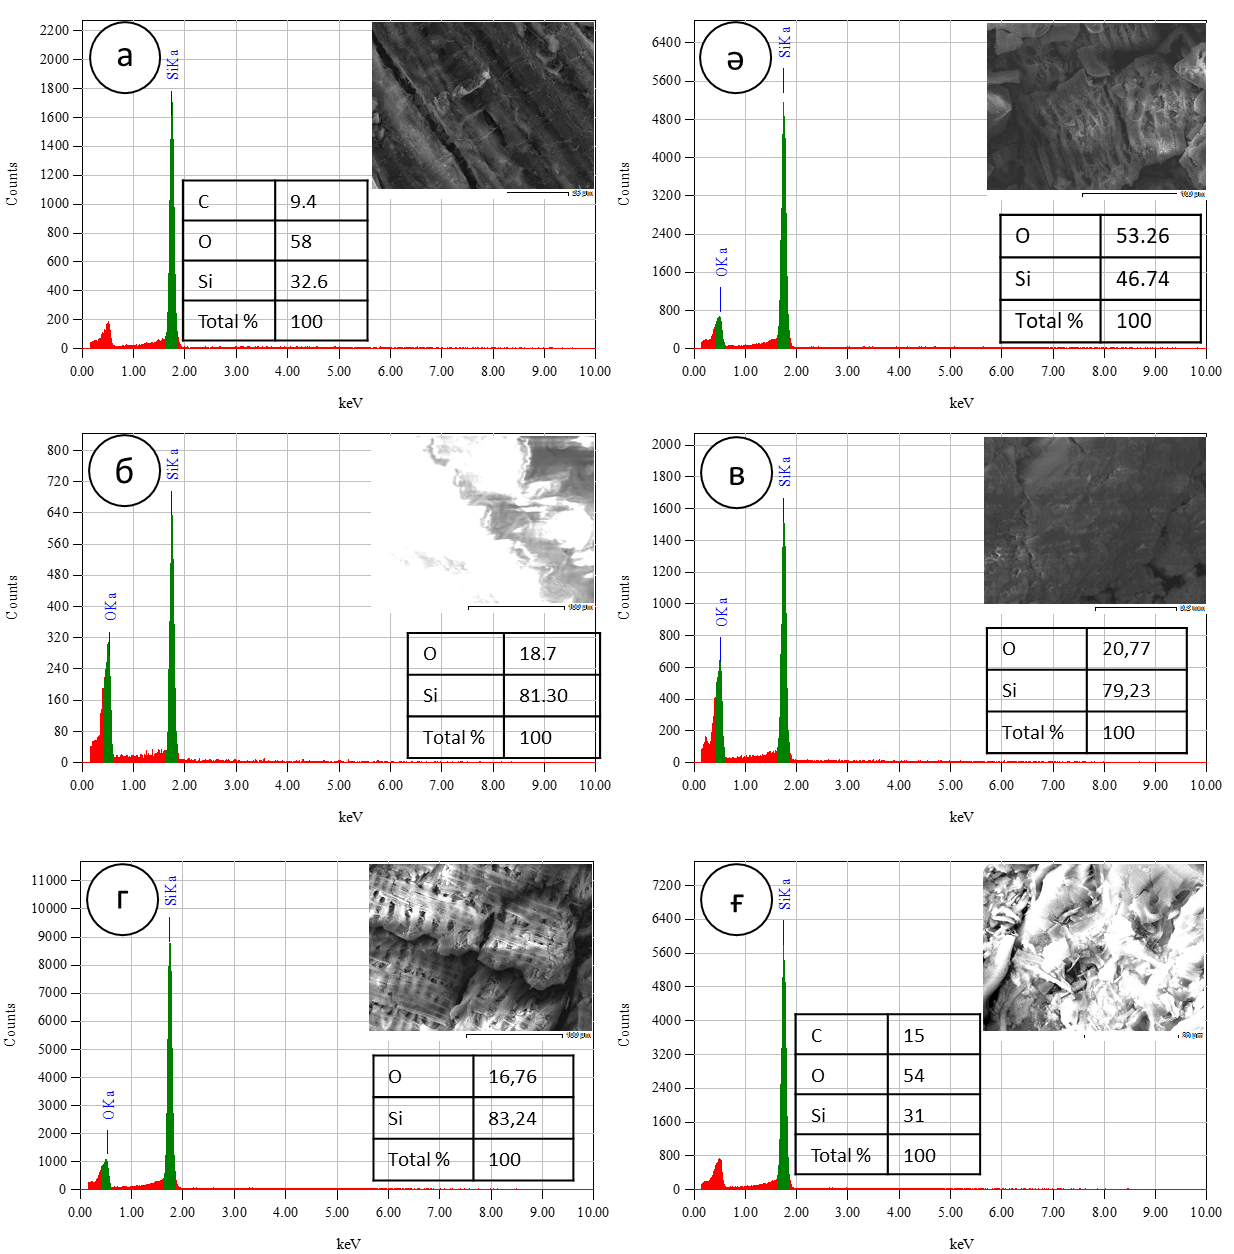 а
2200
2000
1800
1600
1400
1200
1000
800
600
400
200
0
Counts
SiKa
C 9.4
O 58
Si 32.6
Total % 100
0.00 1.00 2.00 3.00 4.00 5.00 6.00 7.00 8.00 9.00 10.00
keV
ә
6400
5600
4800
4000
3200
2400
1600
800
0
Counts
OKa
SiKa
O 53.26
Si 46.74
Total % 100
0.00 1.00 2.00 3.00 4.00 5.00 6.00 7.00 8.00 9.00 10.00
keV
б
800
720
640
560
480
400
320
240
160
80
0
Counts
OKa
SiKa
O 18.7
Si 81.30
Total % 100
0.00 1.00 2.00 3.00 4.00 5.00 6.00 7.00 8.00 9.00 10.00
keV
в
2000
1800
1600
1400
1200
1000
800
600
400
200
0
Counts
OKa
SiKa
O 20,77
Si 79,23
Total % 100
0.00 1.00 2.00 3.00 4.00 5.00 6.00 7.00 8.00 9.00 10.00
keV
г
11000
10000
9000
8000
7000
6000
5000
4000
3000
2000
1000
0
Counts
OKa
SiKa
O 16,76
Si 83,24
Total % 100
0.00 1.00 2.00 3.00 4.00 5.00 6.00 7.00 8.00 9.00 10.00
keV
ғ
7200
6400
5600
4800
4000
3200
2400
1600
800
0
Counts
SiKa
C 15
O 54
Si 31
Total % 100
0.00 1.00 2.00 3.00 4.00 5.00 6.00 7.00 8.00 9.00 10.00
keV